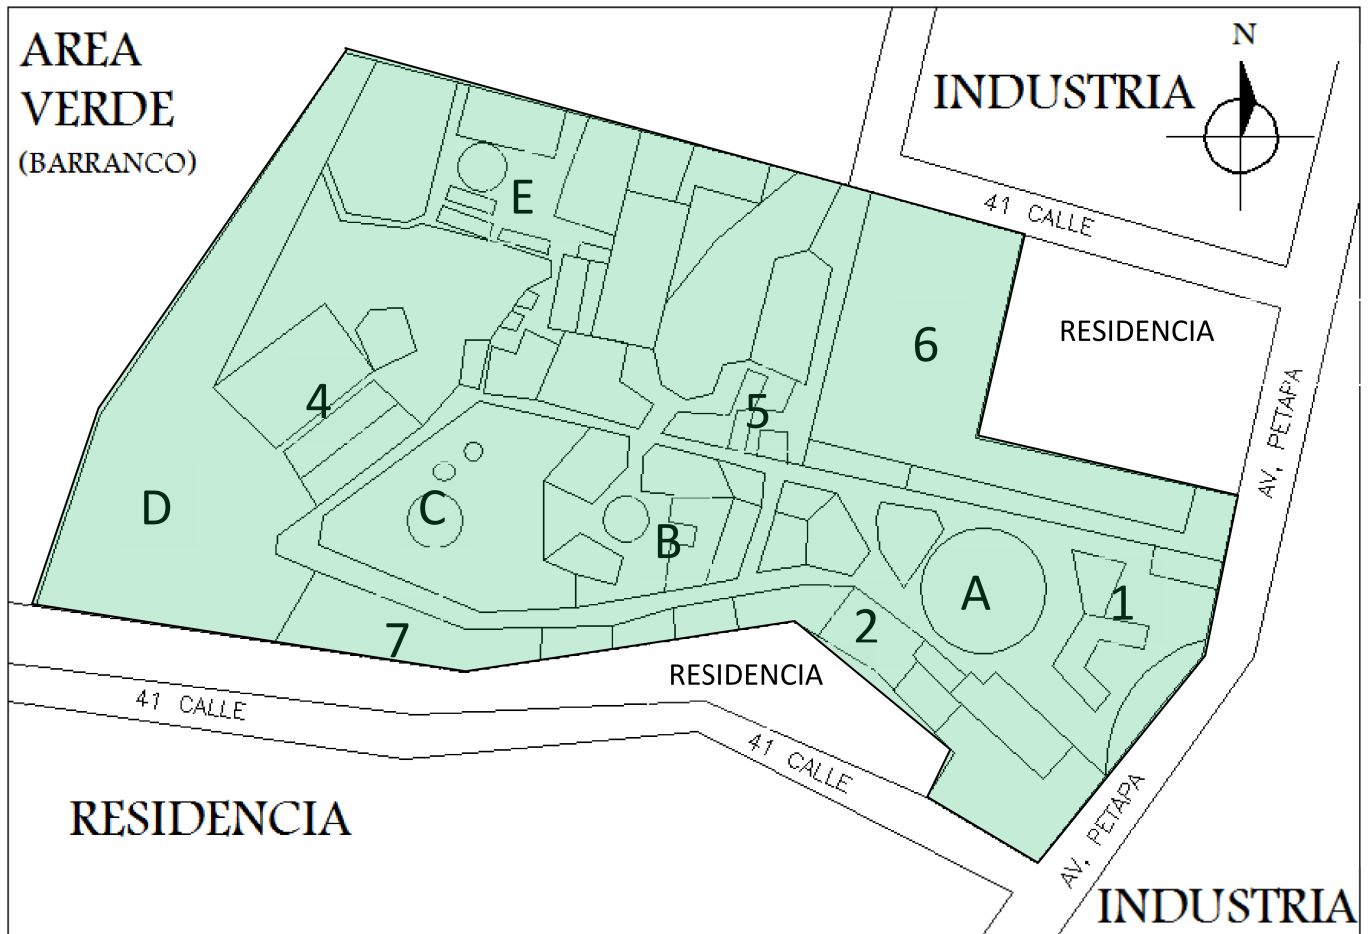 AREA
VERDE
(BARRANCO)
INDUSTRIA
N
41 CALLE
E
6
RESIDENCIA
AV, PETAPA
4
5
D
C
B
A
1
2
7
RESIDENCIA
41 CALLE
41 CALLE
AV, PETAPA
RESIDENCIA
INDUSTRIA